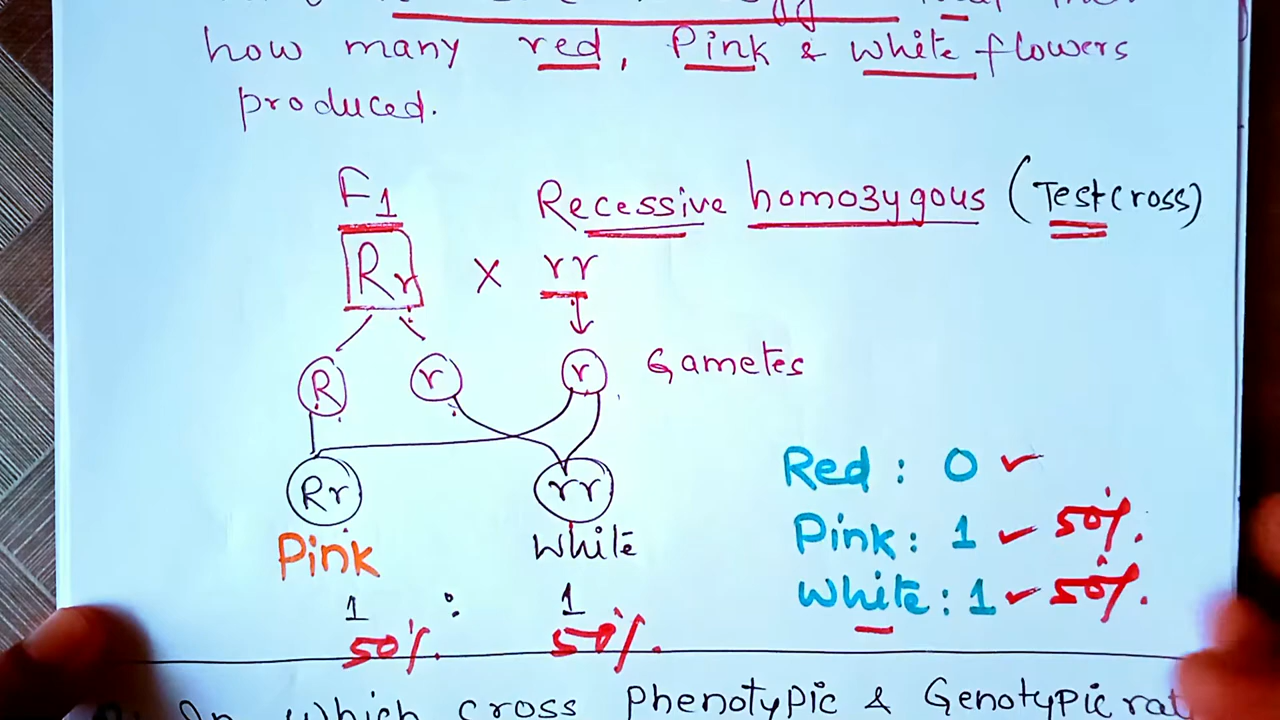 how many red, Pink & white flowers
produced.
F1
Recessive homozygous (Testcross)
Rr × rr
R r r Gametes
Rr rr
Pink White
1 : 1
50%. 50%.
Red : 0 ✓
Pink : 1 ✓ 50%.
White : 1 ✓ 50%.
which cross Phenotypic & Genotypic